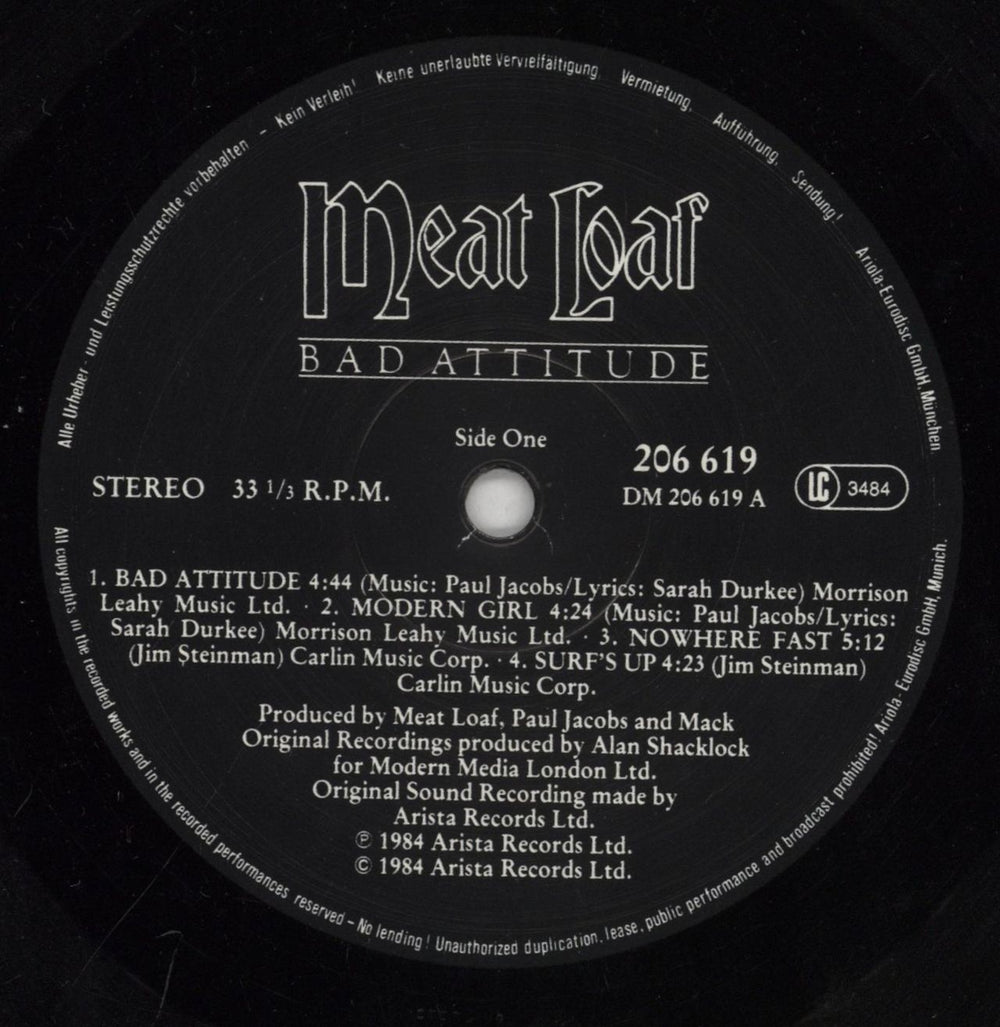 Alle Urheber- und Leistungsschutzrechte vorbehalten – Kein Verleih! Keine unerlaubte Vervielfältigung, Vermietung, Aufführung, Sendung! Ariola-Eurodisc GmbH, München
Meat Loaf
BAD ATTITUDE
Side One
STEREO 33 1/3 R.P.M.
206 619
DM 206 619 A
LC 3484
1. BAD ATTITUDE 4:44 (Music: Paul Jacobs/Lyrics: Sarah Durkee) Morrison
Leahy Music Ltd. · 2. MODERN GIRL 4:24 (Music: Paul Jacobs/Lyrics:
Sarah Durkee) Morrison Leahy Music Ltd. · 3. NOWHERE FAST 5:12
(Jim Steinman) Carlin Music Corp. · 4. SURF'S UP 4:23 (Jim Steinman)
Carlin Music Corp.
Produced by Meat Loaf, Paul Jacobs and Mack
Original Recordings produced by Alan Shacklock
for Modern Media London Ltd.
Original Sound Recording made by
Arista Records Ltd.
℗ 1984 Arista Records Ltd.
© 1984 Arista Records Ltd.
All copyrights in the recorded works and in the recorded performances reserved – No lending! Unauthorized duplication, lease, public performance and broadcast prohibited! Ariola-Eurodisc GmbH, Munich.